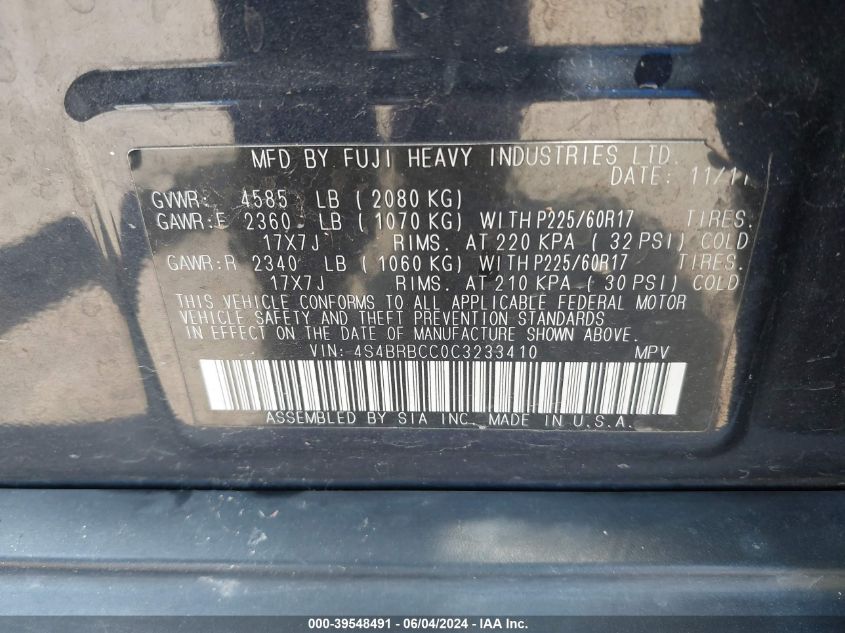 MFD BY FUJI HEAVY INDUSTRIES LTD.
DATE: 11/11
GVWR: 4585 LB ( 2080 KG)
GAWR:F 2360 LB ( 1070 KG) WITH P225/60R17 TIRES.
17X7J RIMS. AT 220 KPA ( 32 PSI) COLD
GAWR:R 2340 LB ( 1060 KG) WITH P225/60R17 TIRES.
17X7J RIMS. AT 210 KPA ( 30 PSI) COLD
THIS VEHICLE CONFORMS TO ALL APPLICABLE FEDERAL MOTOR
VEHICLE SAFETY AND THEFT PREVENTION STANDARDS
IN EFFECT ON THE DATE OF MANUFACTURE SHOWN ABOVE.
VIN: 4S4BRBCC0C3233410 MPV
ASSEMBLED BY SIA INC. MADE IN U.S.A.
000-39548491 - 06/04/2024 - IAA Inc.